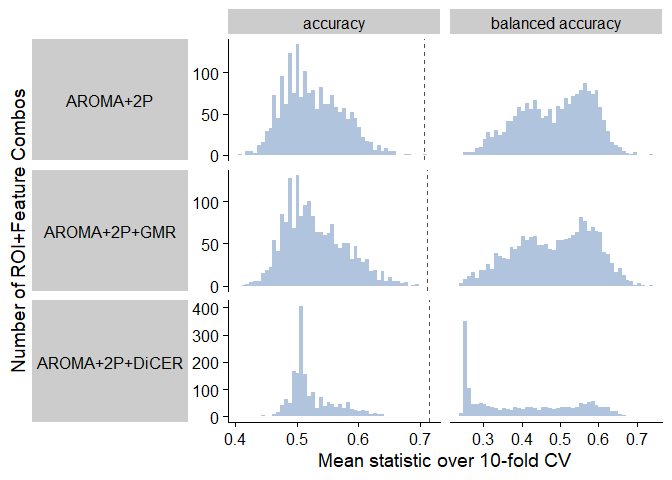 accuracy
balanced accuracy
Number of ROI+Feature Combos
AROMA+2P
100
50
0
AROMA+2P+GMR
100
50
0
AROMA+2P+DiCER
400
300
200
100
0
0.4 0.5 0.6 0.7
0.3 0.4 0.5 0.6 0.7
Mean statistic over 10-fold CV